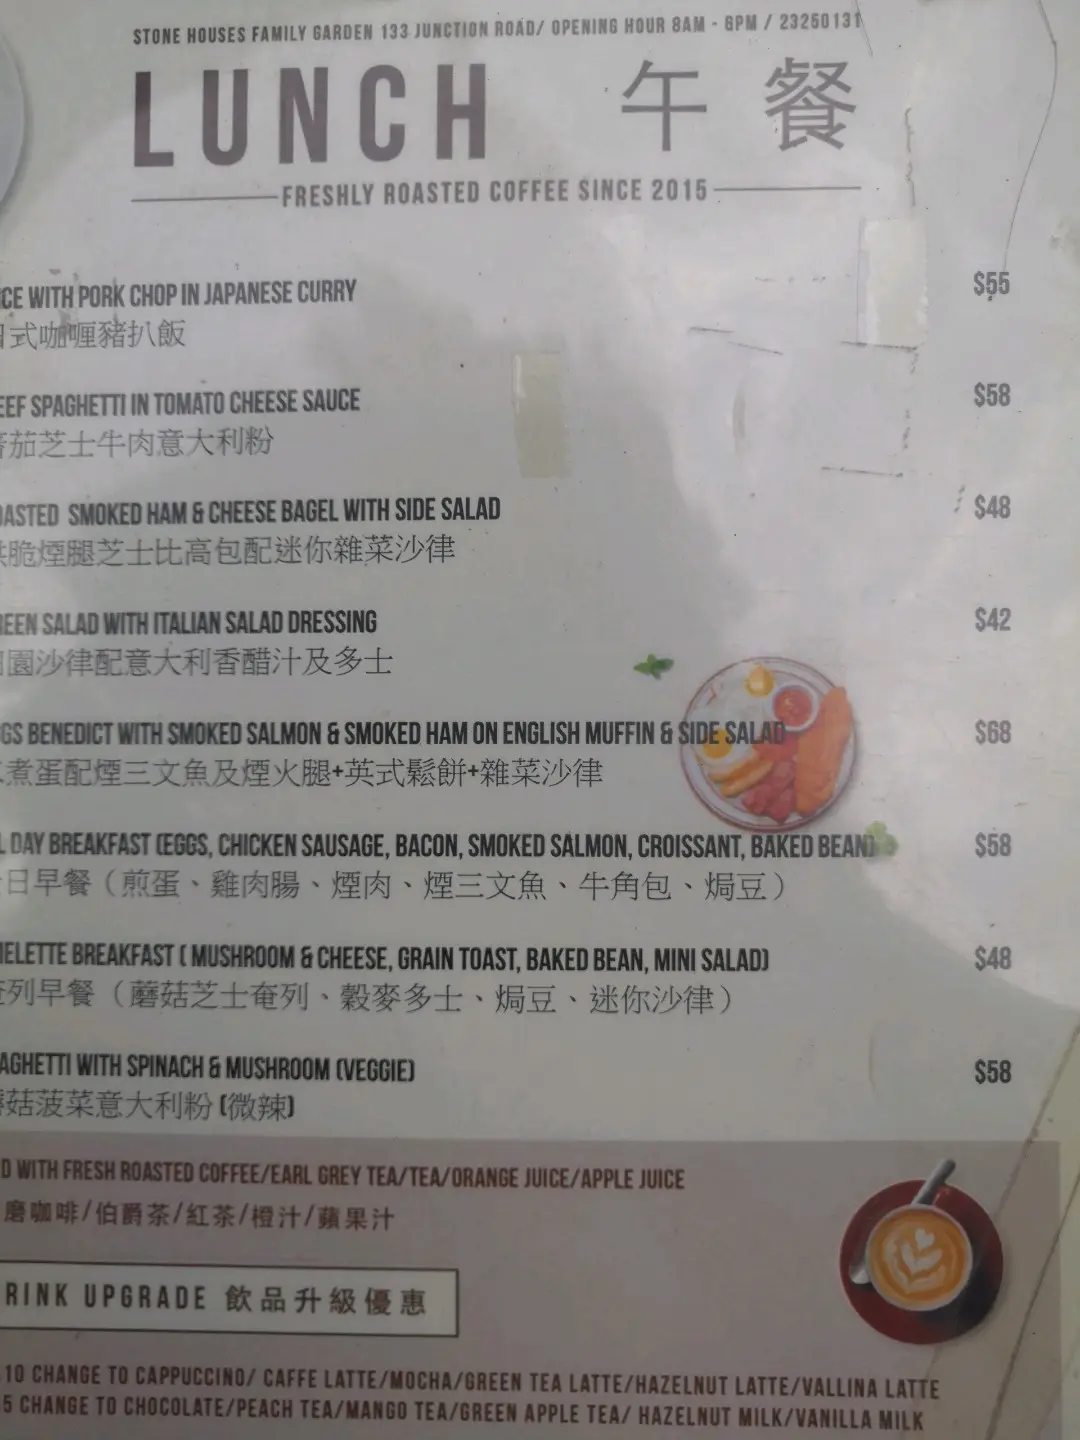 STONE HOUSES FAMILY GARDEN 133 JUNCTION ROAD/ OPENING HOUR 8AM - 6PM / 23250131
LUNCH 午餐
FRESHLY ROASTED COFFEE SINCE 2015
CE WITH PORK CHOP IN JAPANESE CURRY $55
式咖喱豬扒飯
EEF SPAGHETTI IN TOMATO CHEESE SAUCE $58
茄芝士牛肉意大利粉
OASTED SMOKED HAM & CHEESE BAGEL WITH SIDE SALAD $48
脆煙腿芝士比高包配迷你雜菜沙律
REEN SALAD WITH ITALIAN SALAD DRESSING $42
園沙律配意大利香醋汁及多士
GS BENEDICT WITH SMOKED SALMON & SMOKED HAM ON ENGLISH MUFFIN & SIDE SALAD $68
煮蛋配煙三文魚及煙火腿+英式鬆餅+雜菜沙律
L DAY BREAKFAST (EGGS, CHICKEN SAUSAGE, BACON, SMOKED SALMON, CROISSANT, BAKED BEAN) $58
日早餐（煎蛋、雞肉腸、煙肉、煙三文魚、牛角包、焗豆）
ELETTE BREAKFAST ( MUSHROOM & CHEESE, GRAIN TOAST, BAKED BEAN, MINI SALAD) $48
列早餐（蘑菇芝士奄列、穀麥多士、焗豆、迷你沙律）
AGHETTI WITH SPINACH & MUSHROOM (VEGGIE) $58
菇菠菜意大利粉 (微辣)
D WITH FRESH ROASTED COFFEE/EARL GREY TEA/TEA/ORANGE JUICE/APPLE JUICE
磨咖啡/伯爵茶/紅茶/橙汁/蘋果汁
RINK UPGRADE 飲品升級優惠
10 CHANGE TO CAPPUCCINO/ CAFFE LATTE/MOCHA/GREEN TEA LATTE/HAZELNUT LATTE/VALLINA LATTE
5 CHANGE TO CHOCOLATE/PEACH TEA/MANGO TEA/GREEN APPLE TEA/ HAZELNUT MILK/VANILLA MILK